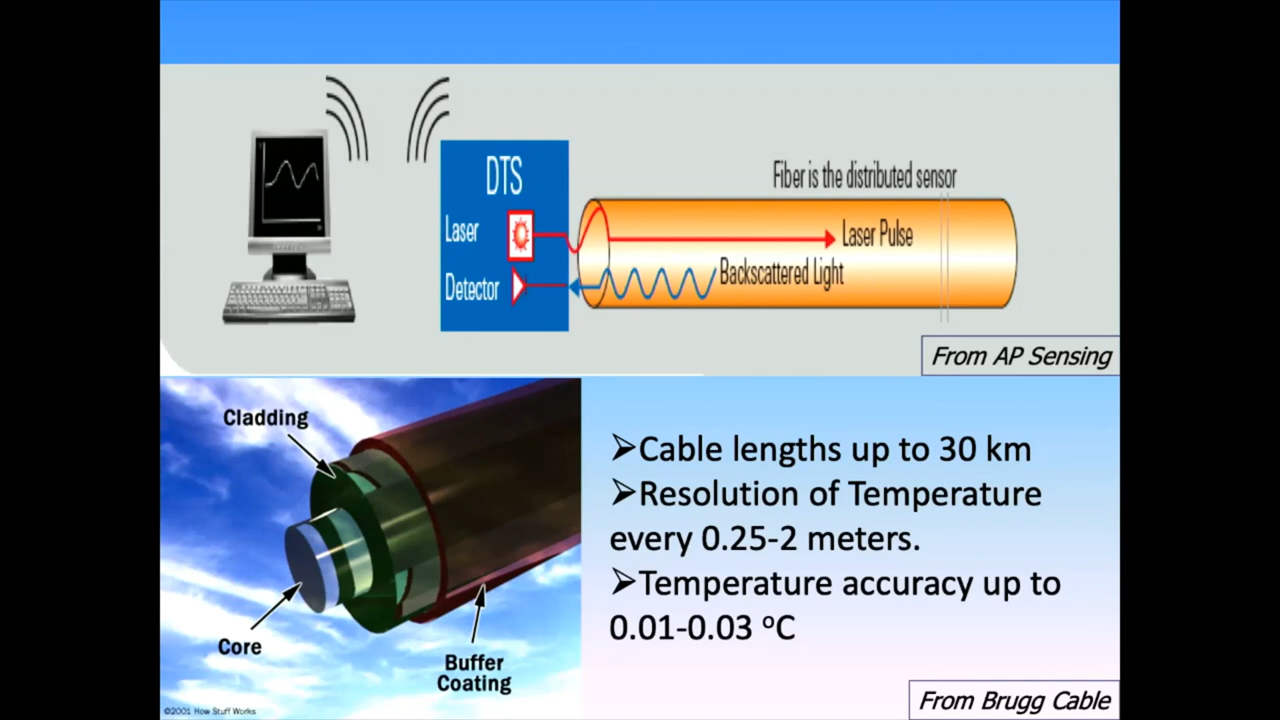 DTS
Laser
Detector
Fiber is the distributed sensor
Laser Pulse
Backscattered Light
From AP Sensing
Cladding
Core
Buffer
Coating
©2001 How Stuff Works
➢Cable lengths up to 30 km
➢Resolution of Temperature
every 0.25-2 meters.
➢Temperature accuracy up to
0.01-0.03 ºC
From Brugg Cable